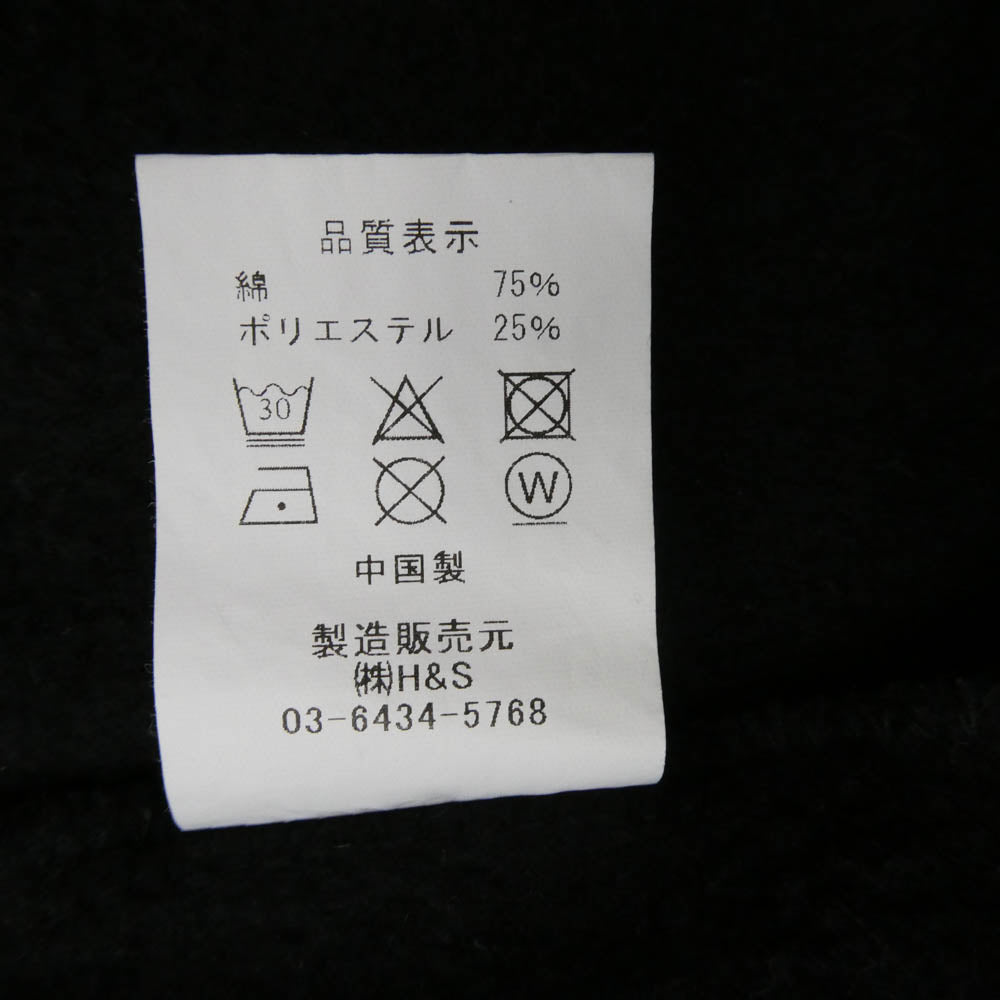 品質表示
綿 75%
ポリエステル 25%
30
W
中国製
製造販売元
㈱H&S
03-6434-5768